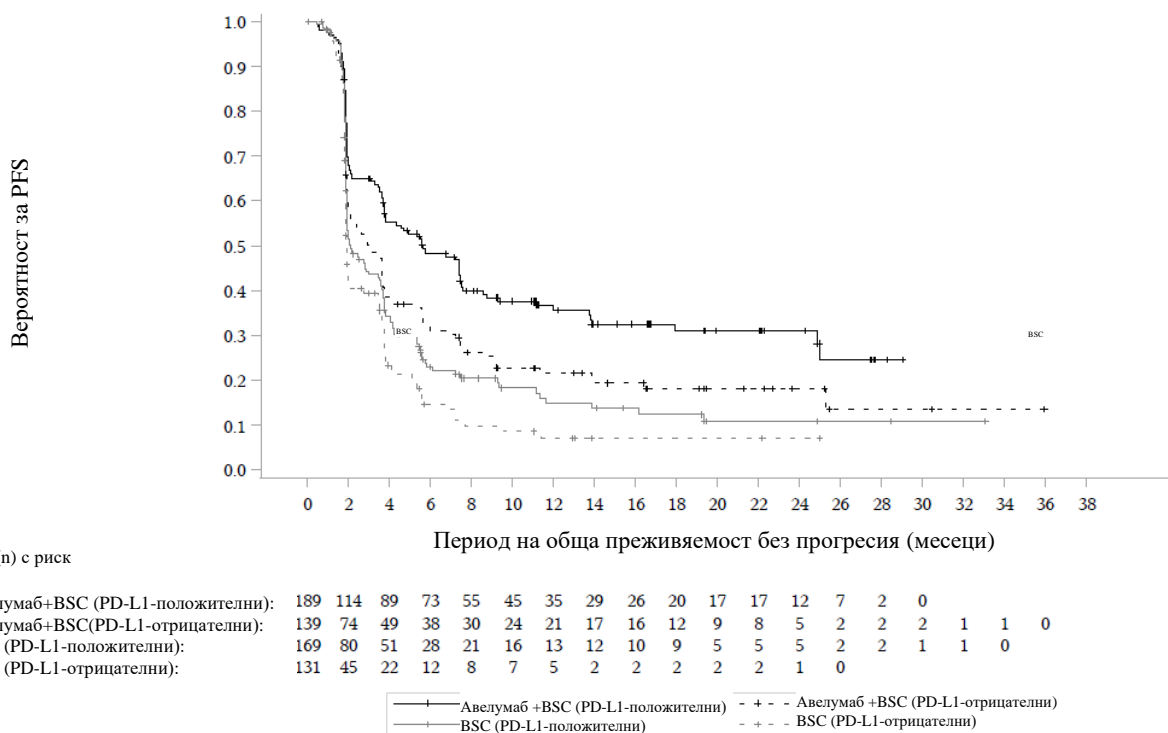 Вероятност за PFS
1.0
0.9
0.8
0.7
0.6
0.5
0.4
0.3
0.2
0.1
0.0
BSC
BSC
0 2 4 6 8 10 12 14 16 18 20 22 24 26 28 30 32 34 36 38
Период на обща преживяемост без прогресия (месеци)
n) с риск
лумаб+BSC (PD-L1-положителни): 189 114 89 73 55 45 35 29 26 20 17 17 12 7 2 0
лумаб+BSC(PD-L1-отрицателни): 139 74 49 38 30 24 21 17 16 12 9 8 5 2 2 2 1 1 0
(PD-L1-положителни): 169 80 51 28 21 16 13 12 10 9 5 5 5 2 2 1 1 0
(PD-L1-отрицателни): 131 45 22 12 8 7 5 2 2 2 2 2 1 0
Авелумаб +BSC (PD-L1-положителни) Авелумаб +BSC (PD-L1-отрицателни)
BSC (PD-L1-положителни) BSC (PD-L1-отрицателни)